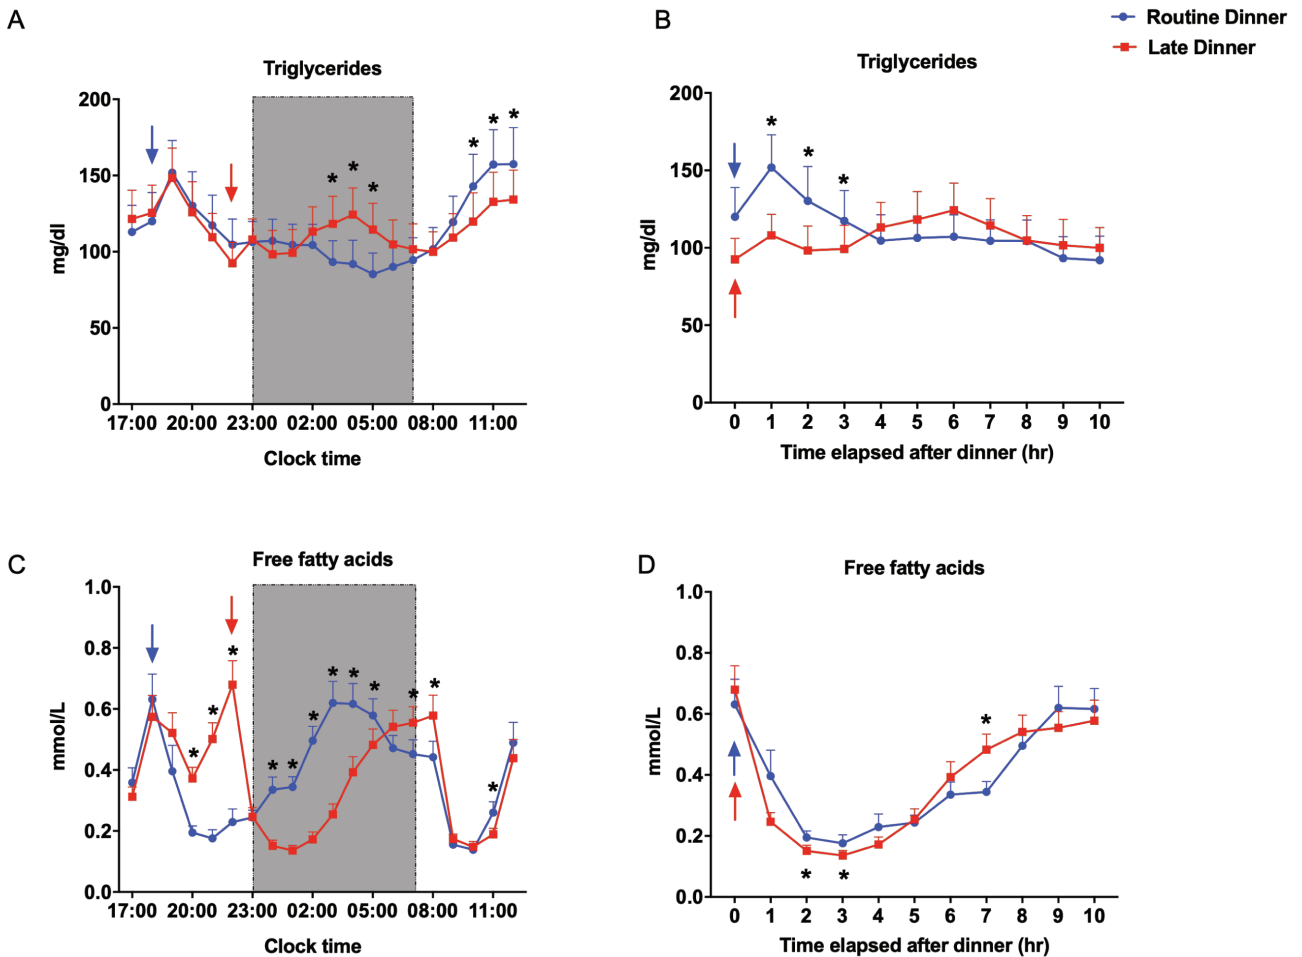 A
B
Routine Dinner
Late Dinner
Triglycerides
Triglycerides
200
150
100
50
0
mg/dl
* * * * * *
17:00 20:00 23:00 02:00 05:00 08:00 11:00
Clock time
200
150
100
50
0
mg/dl
* * *
0 1 2 3 4 5 6 7 8 9 10
Time elapsed after dinner (hr)
C
D
Free fatty acids
Free fatty acids
1.0
0.8
0.6
0.4
0.2
0.0
mmol/L
* * * * * * * * * * * *
17:00 20:00 23:00 02:00 05:00 08:00 11:00
Clock time
1.0
0.8
0.6
0.4
0.2
0.0
mmol/L
* * *
0 1 2 3 4 5 6 7 8 9 10
Time elapsed after dinner (hr)